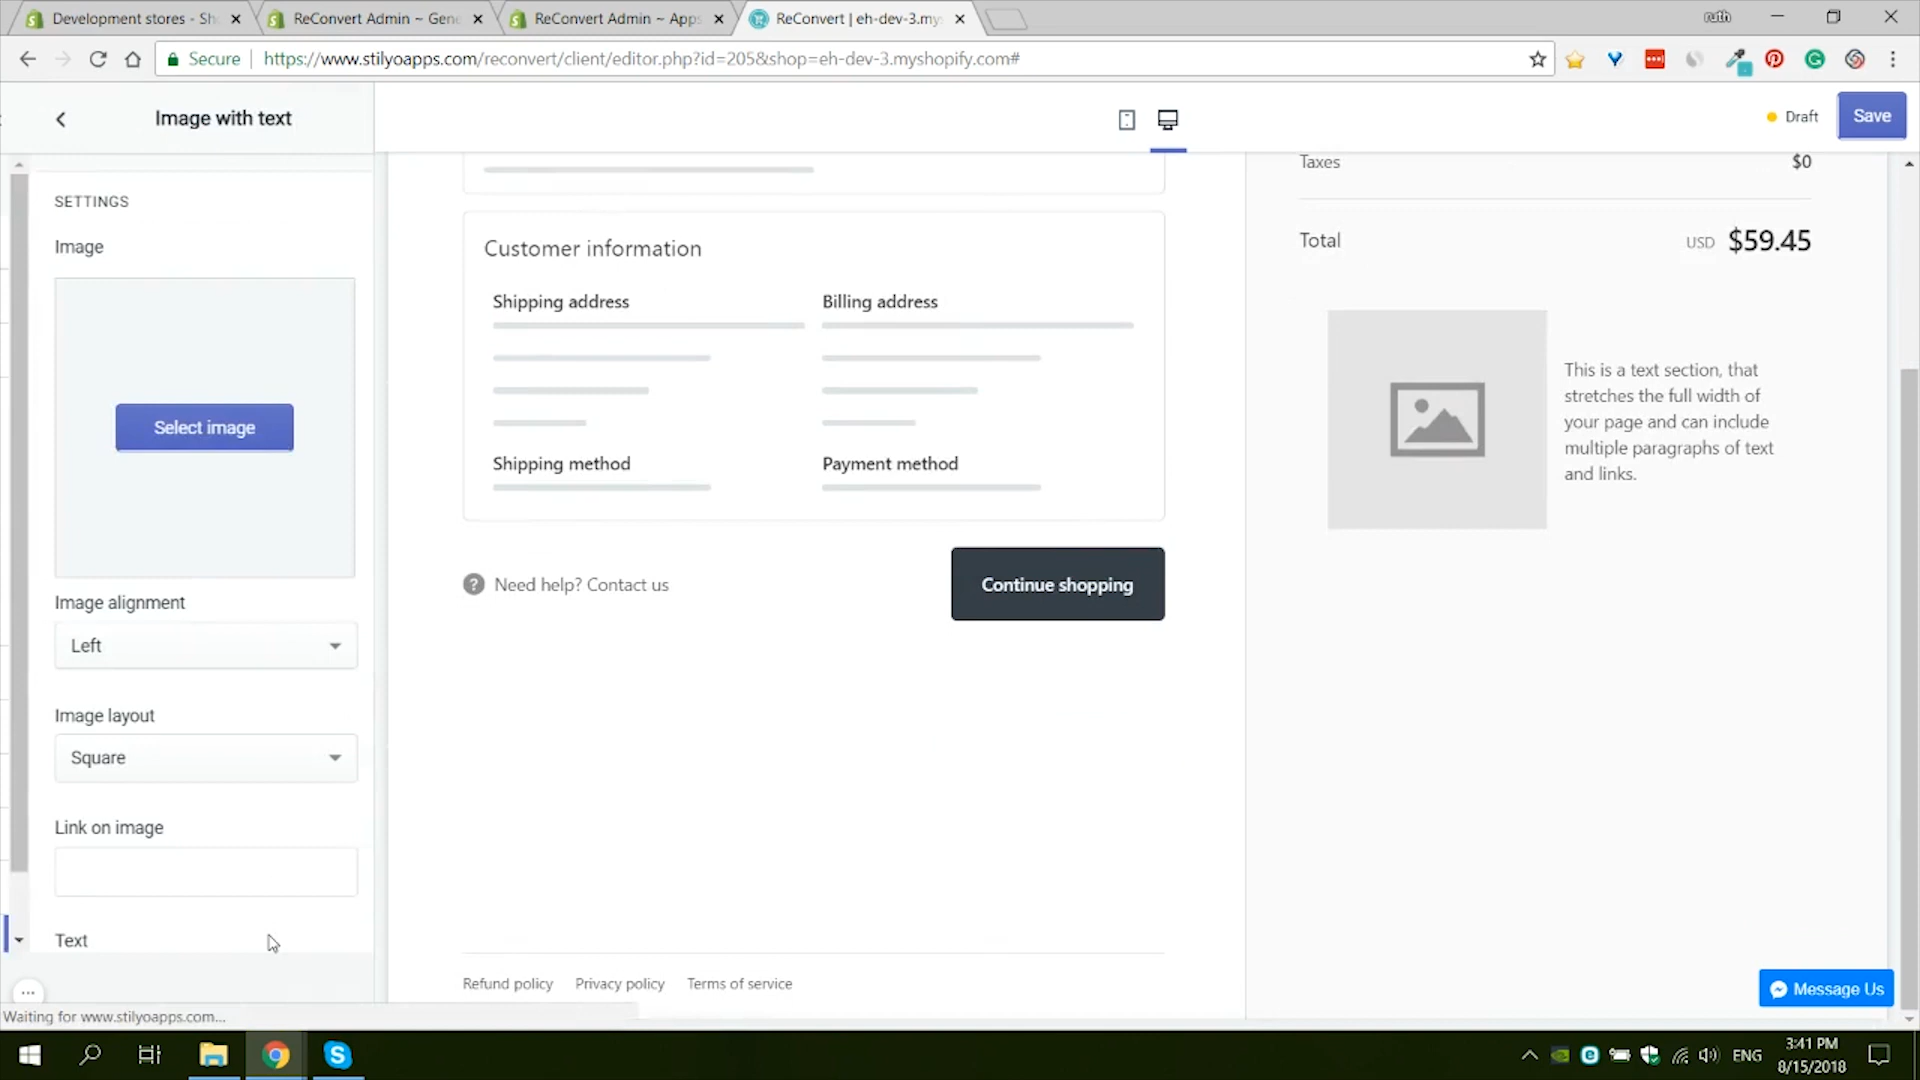 Development stores - Sh
ReConvert Admin ~ Gen
ReConvert Admin ~ Apps
ReConvert | eh-dev-3.my
ruth
Secure
https://www.stilyoapps.com/reconvert/client/editor.php?id=205&shop=eh-dev-3.myshopify.com#
Image with text
Draft
Save
SETTINGS
Image
Select image
Image alignment
Left
Image layout
Square
Link on image
Text
Customer information
Shipping address
Billing address
Shipping method
Payment method
Need help? Contact us
Continue shopping
Refund policy
Privacy policy
Terms of service
Taxes
$0
Total
USD
$59.45
This is a text section, that
stretches the full width of
your page and can include
multiple paragraphs of text
and links.
Message Us
Waiting for www.stilyoapps.com...
ENG
3:41 PM
8/15/2018